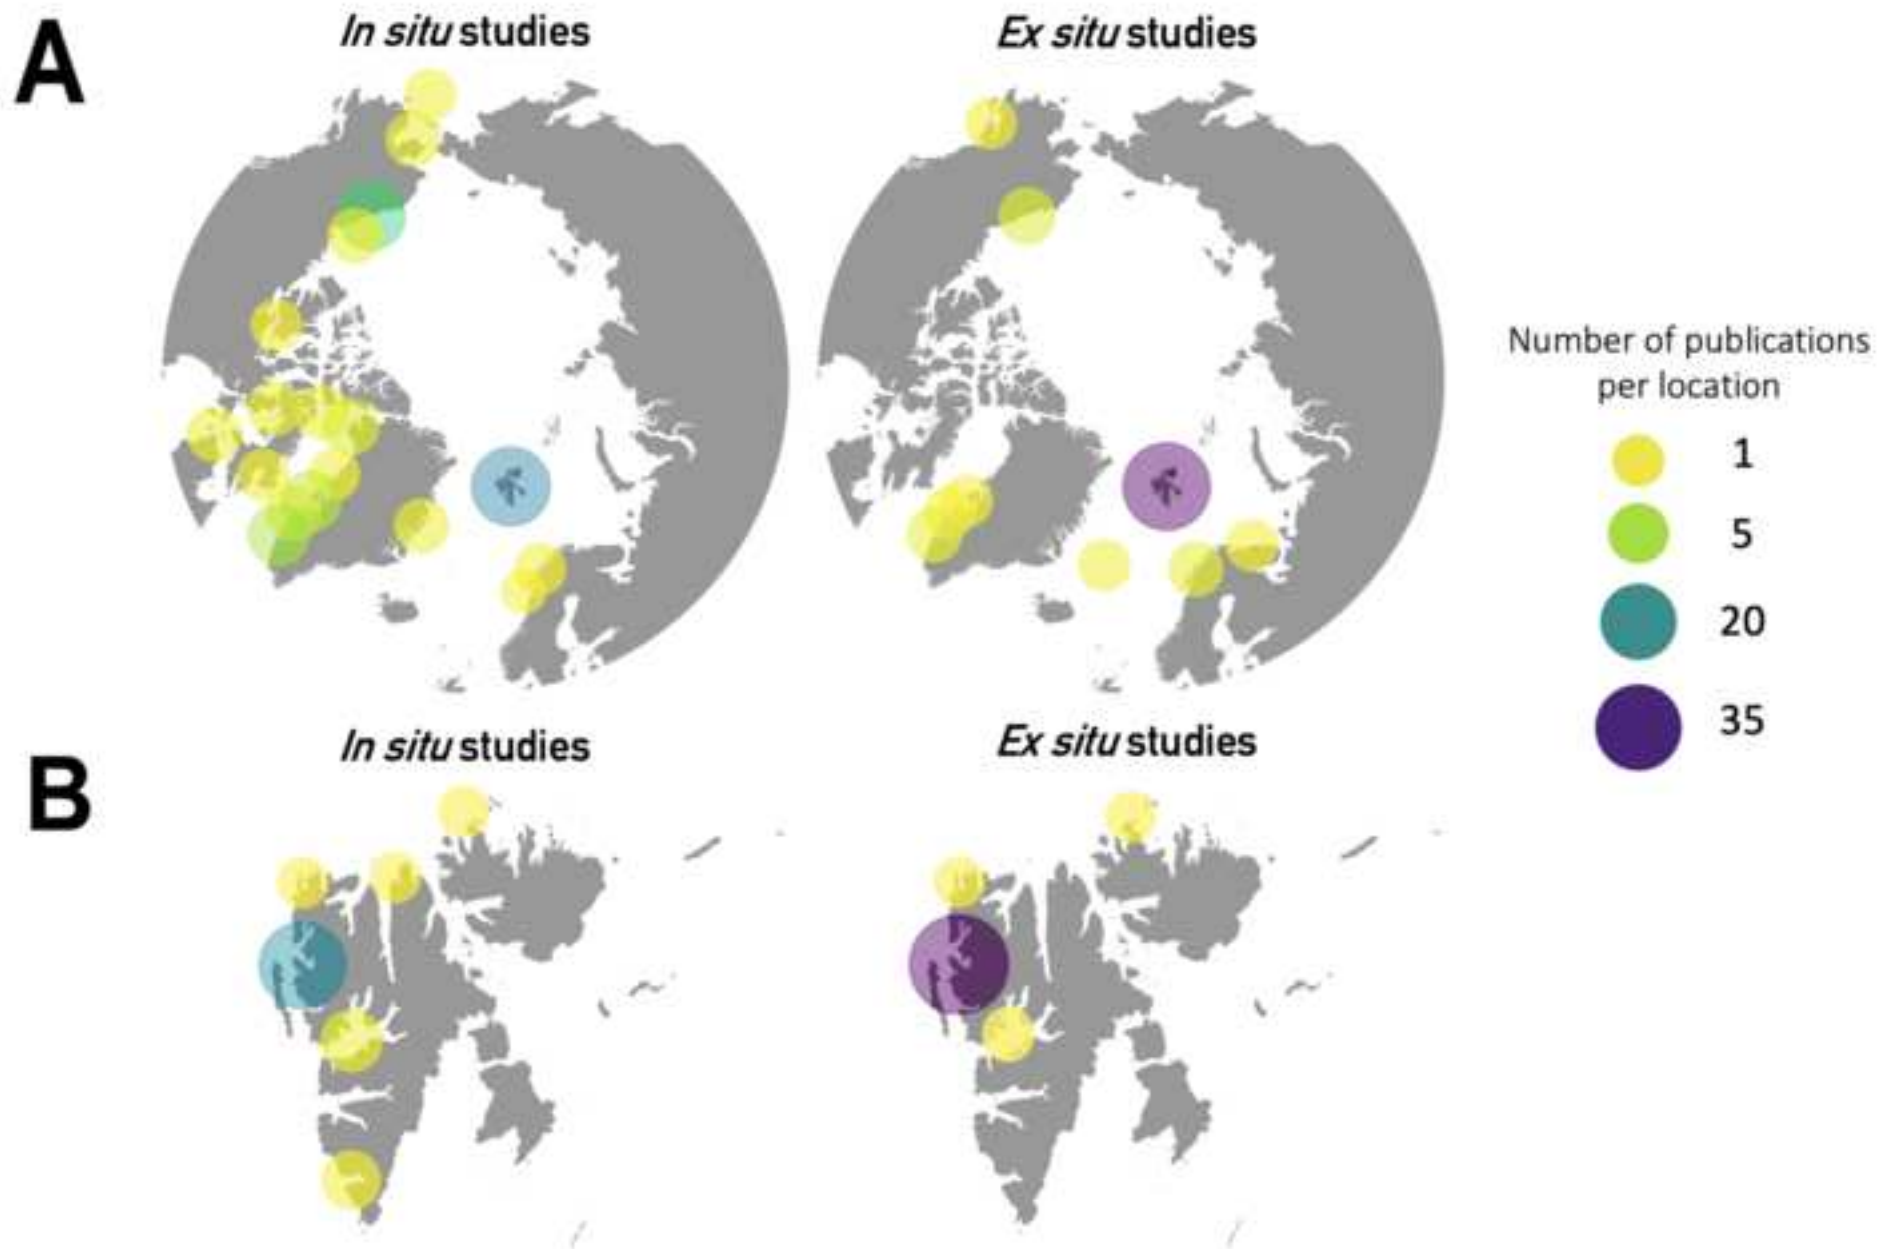 A
In situ studies
Ex situ studies
Number of publications
per location
1
5
20
35
B
In situ studies
Ex situ studies